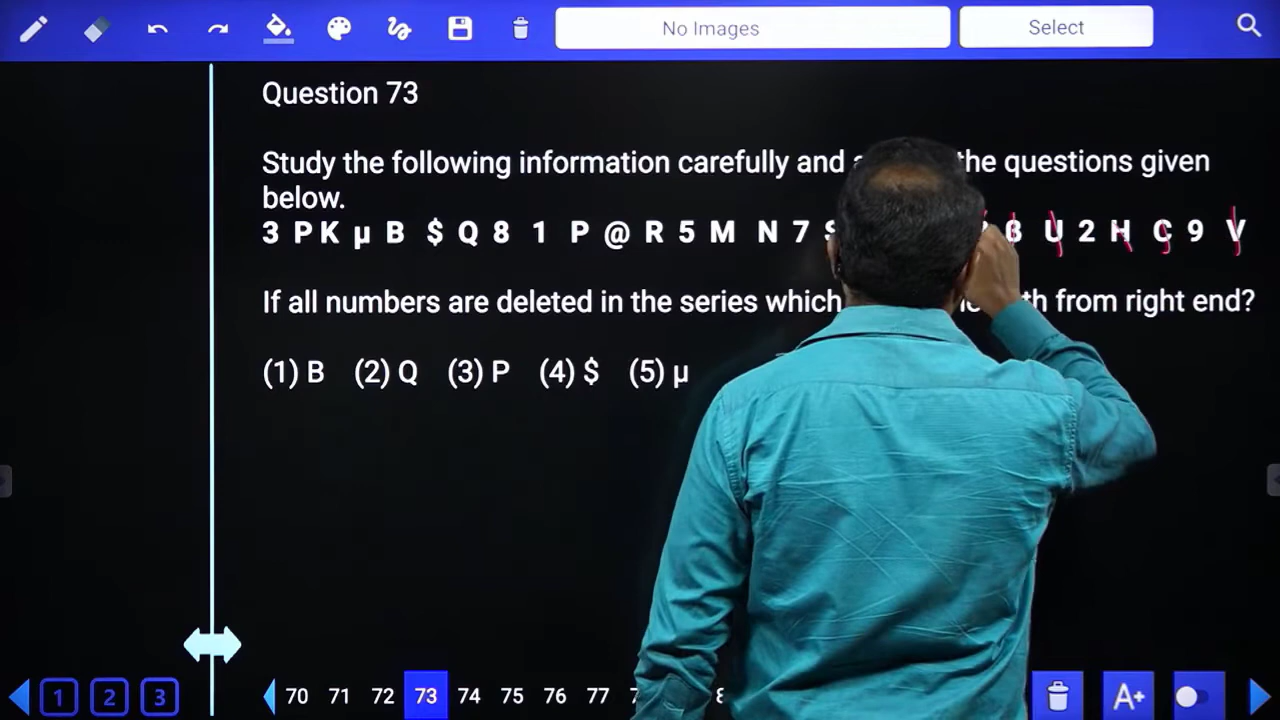 No Images
Select
Question 73
Study the following information carefully and the questions given
below.
3 P K µ B $ Q 8 1 P @ R 5 M N 7 U 2 H C 9 V
If all numbers are deleted in the series which th from right end?
(1) B (2) Q (3) P (4) $ (5) µ
1 2 3 70 71 72 73 74 75 76 77 A+